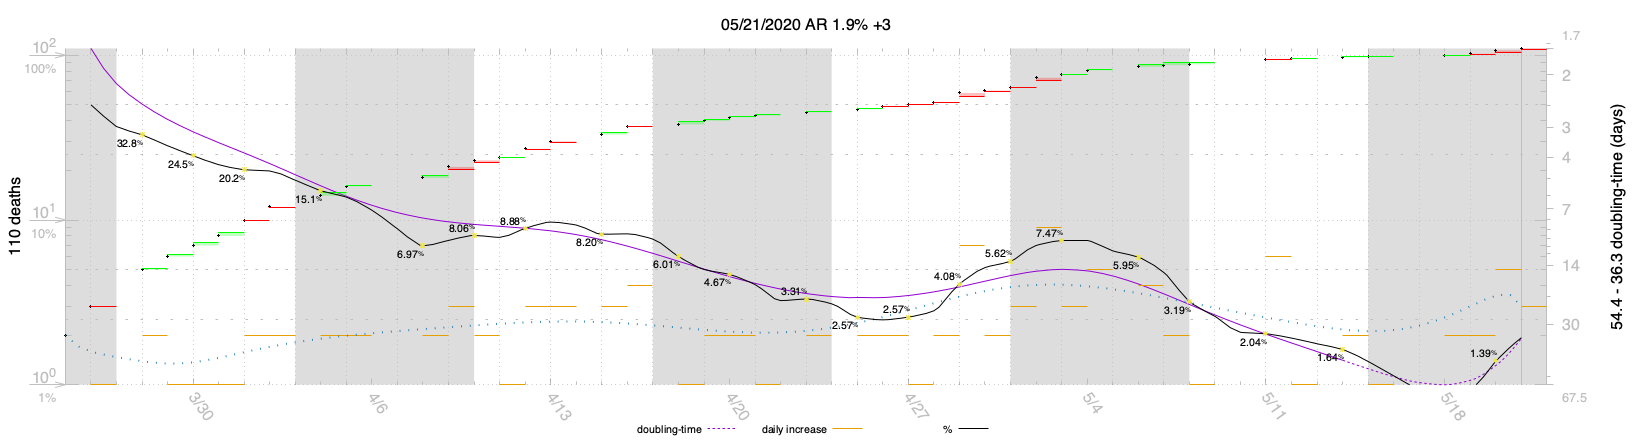 05/21/2020 AR 1.9% +3
10² 1.7
100%
2
32.8%
3
24.5% 4
20.2%
15.1%
7
10¹ 8.06% 8.88% 7.47%
10% 6.97% 8.20% 5.62%
6.01% 5.95% 14
4.67% 4.08%
3.31%
2.57% 2.57% 3.19% 30
2.04% 1.64% 1.39%
10⁰
1% 67.5
3/30 4/6 4/13 4/20 4/27 5/4 5/11 5/18
110 deaths
54.4 - 36.3 doubling-time (days)
doubling-time daily increase %